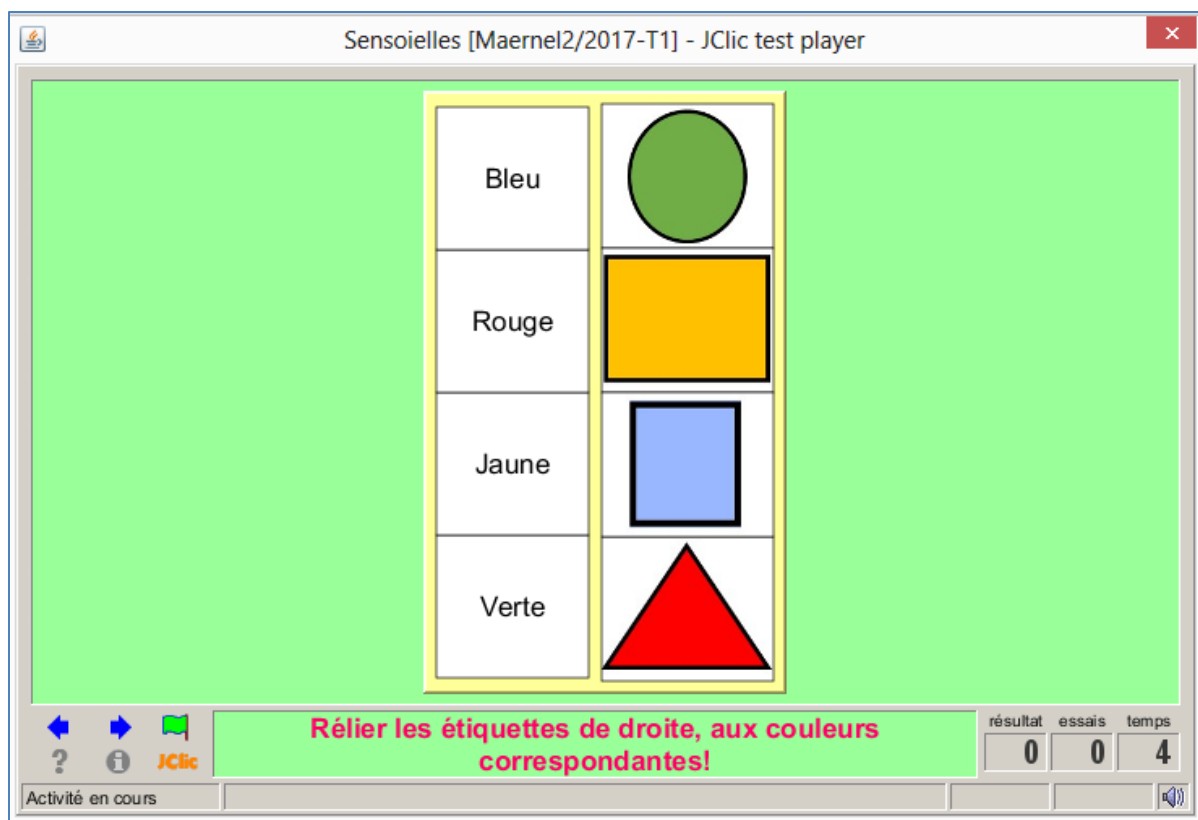 Sensoielles [Maernel2/2017-T1] - JClic test player
Bleu
Rouge
Jaune
Verte
Rélier les étiquettes de droite, aux couleurs
correspondantes!
résultat essais temps
0 0 4
? i JClic
Activité en cours